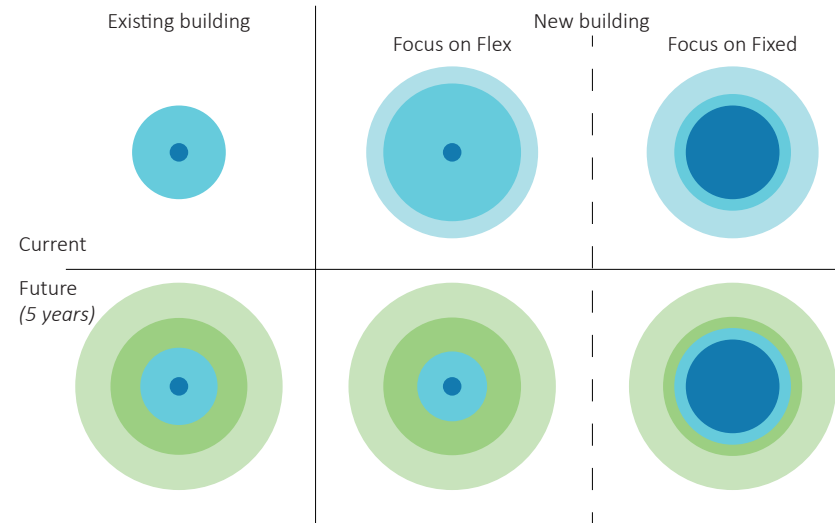 Existing building
New building
Focus on Flex
Focus on Fixed
Current
Future
(5 years)